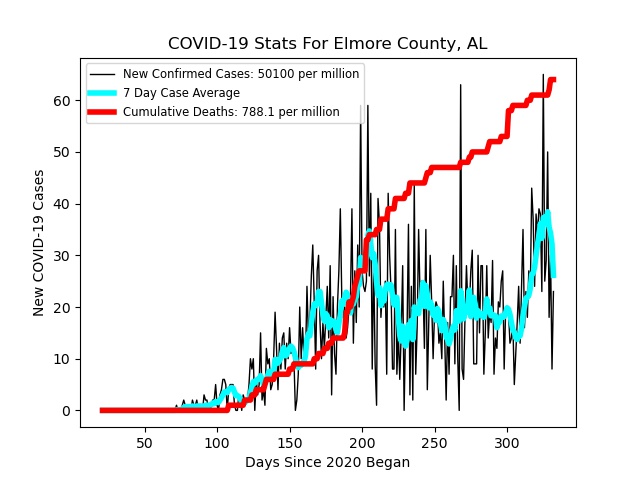 COVID-19 Stats For Elmore County, AL
New Confirmed Cases: 50100 per million
7 Day Case Average
Cumulative Deaths: 788.1 per million
New COVID-19 Cases
60
50
40
30
20
10
0
50 100 150 200 250 300
Days Since 2020 Began